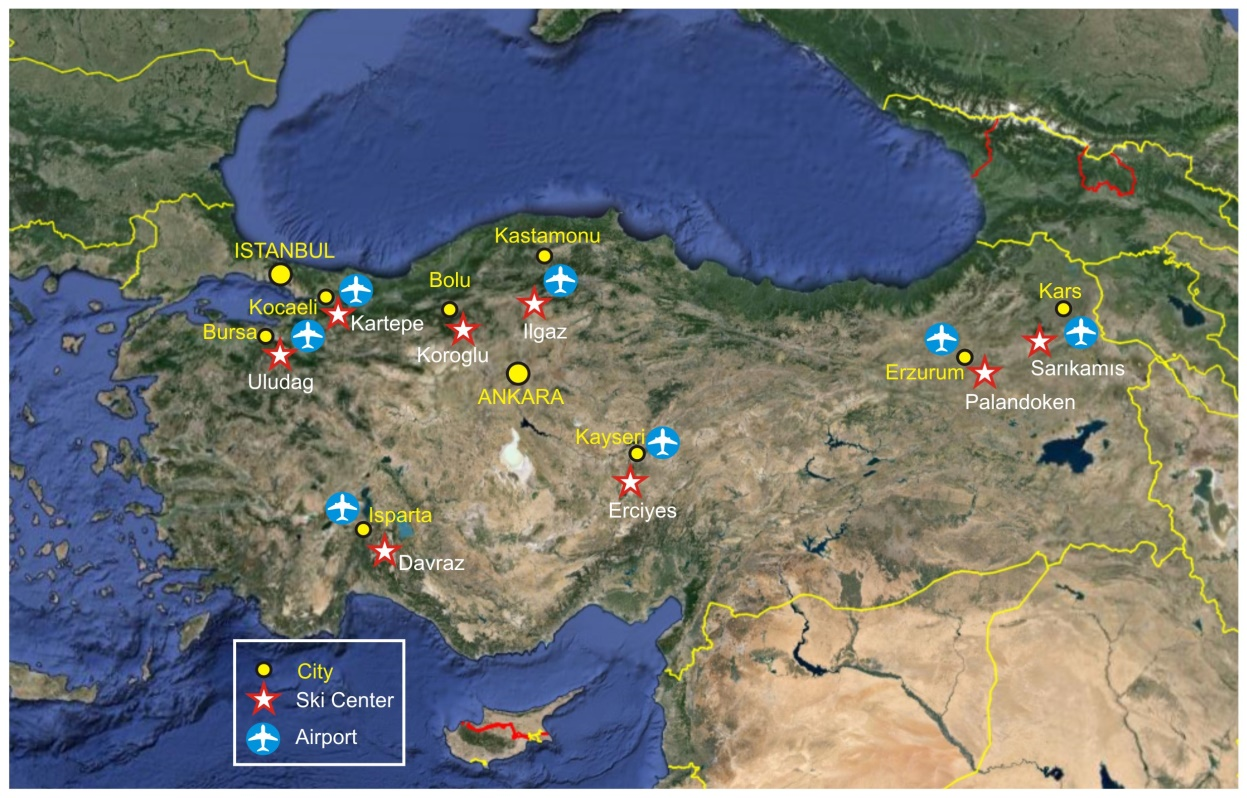 Kastamonu
ISTANBUL
Bolu
Kars
Kocaeli
Kartepe
Bursa
Ilgaz
Koroglu
Uludag
Erzurum
Sarıkamıs
ANKARA
Palandoken
Kayseri
Erciyes
Isparta
Davraz
City
Ski Center
Airport